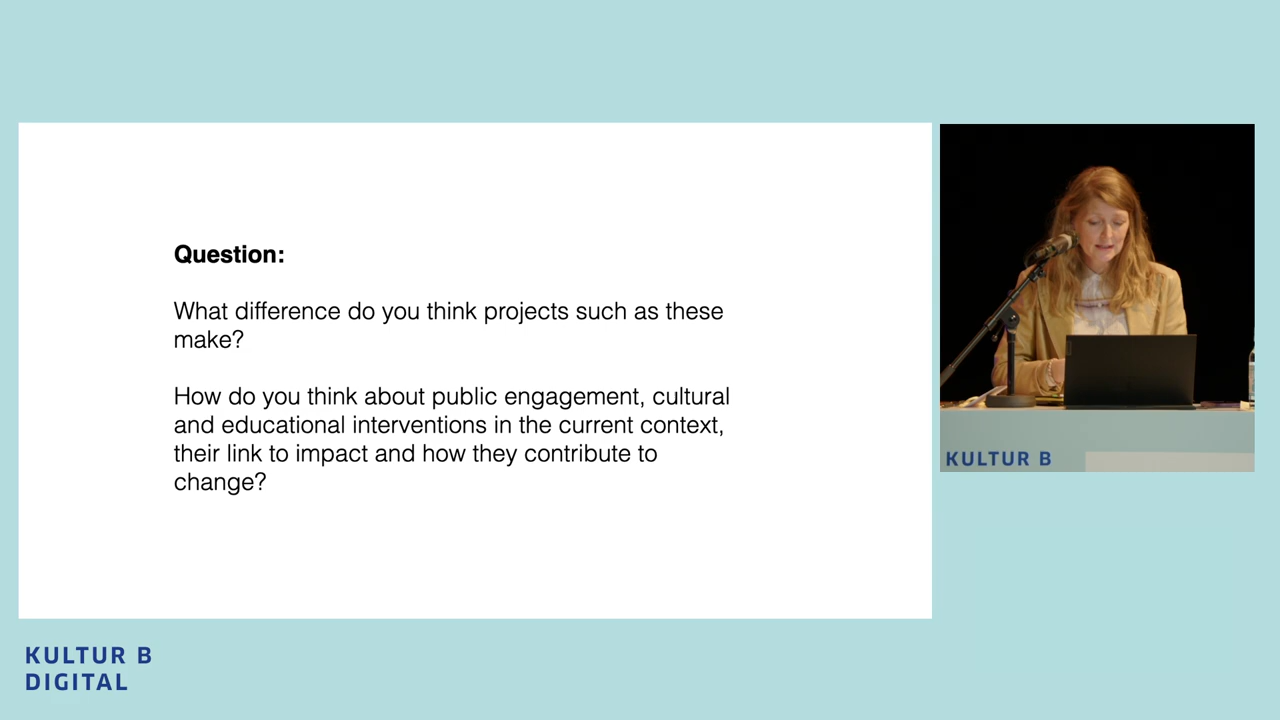 Question:
What difference do you think projects such as these
make?
How do you think about public engagement, cultural
and educational interventions in the current context,
their link to impact and how they contribute to
change?
KULTUR B
KULTUR B
DIGITAL